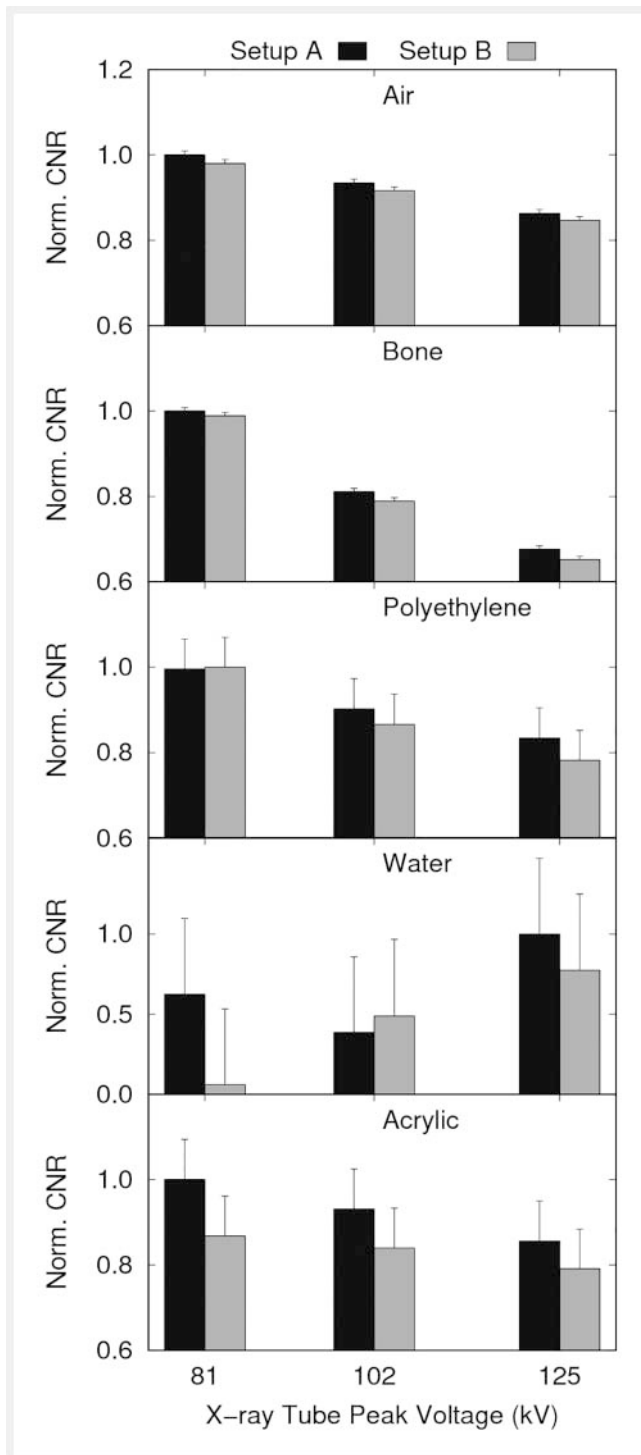 Setup A Setup B
1.2
Air
1.0
Norm. CNR
0.8
0.6
Bone
1.0
Norm. CNR
0.8
0.6
Polyethylene
1.0
Norm. CNR
0.8
0.6
Water
1.0
Norm. CNR
0.5
0.0
Acrylic
1.0
Norm. CNR
0.8
0.6
81 102 125
X-ray Tube Peak Voltage (kV)